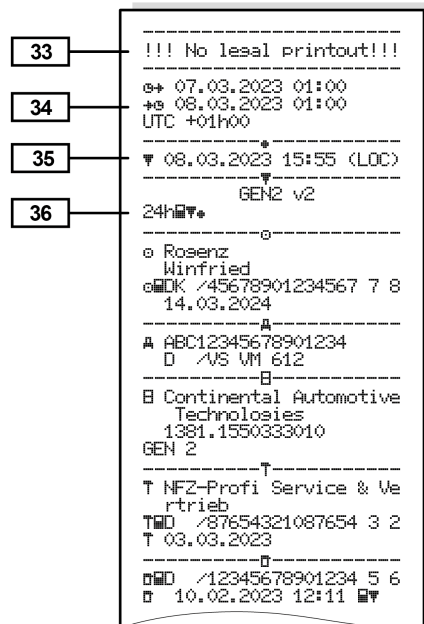 33
!!! No legal printout!!!
07.03.2023 01:00
34
08.03.2023 01:00
UTC +01h00
35
08.03.2023 15:55 (LOC)
GEN2 v2
36
24h
Rogenz
Winfried
DK /45678901234567 7 8
14.03.2024
ABC12345678901234
D /VS VM 612
Continental Automotive
Technologies
1381.1550333010
GEN 2
NFZ-Profi Service & Ve
rtrieb
D /87654321087654 3 2
03.03.2023
D /12345678901234 5 6
10.02.2023 12:11